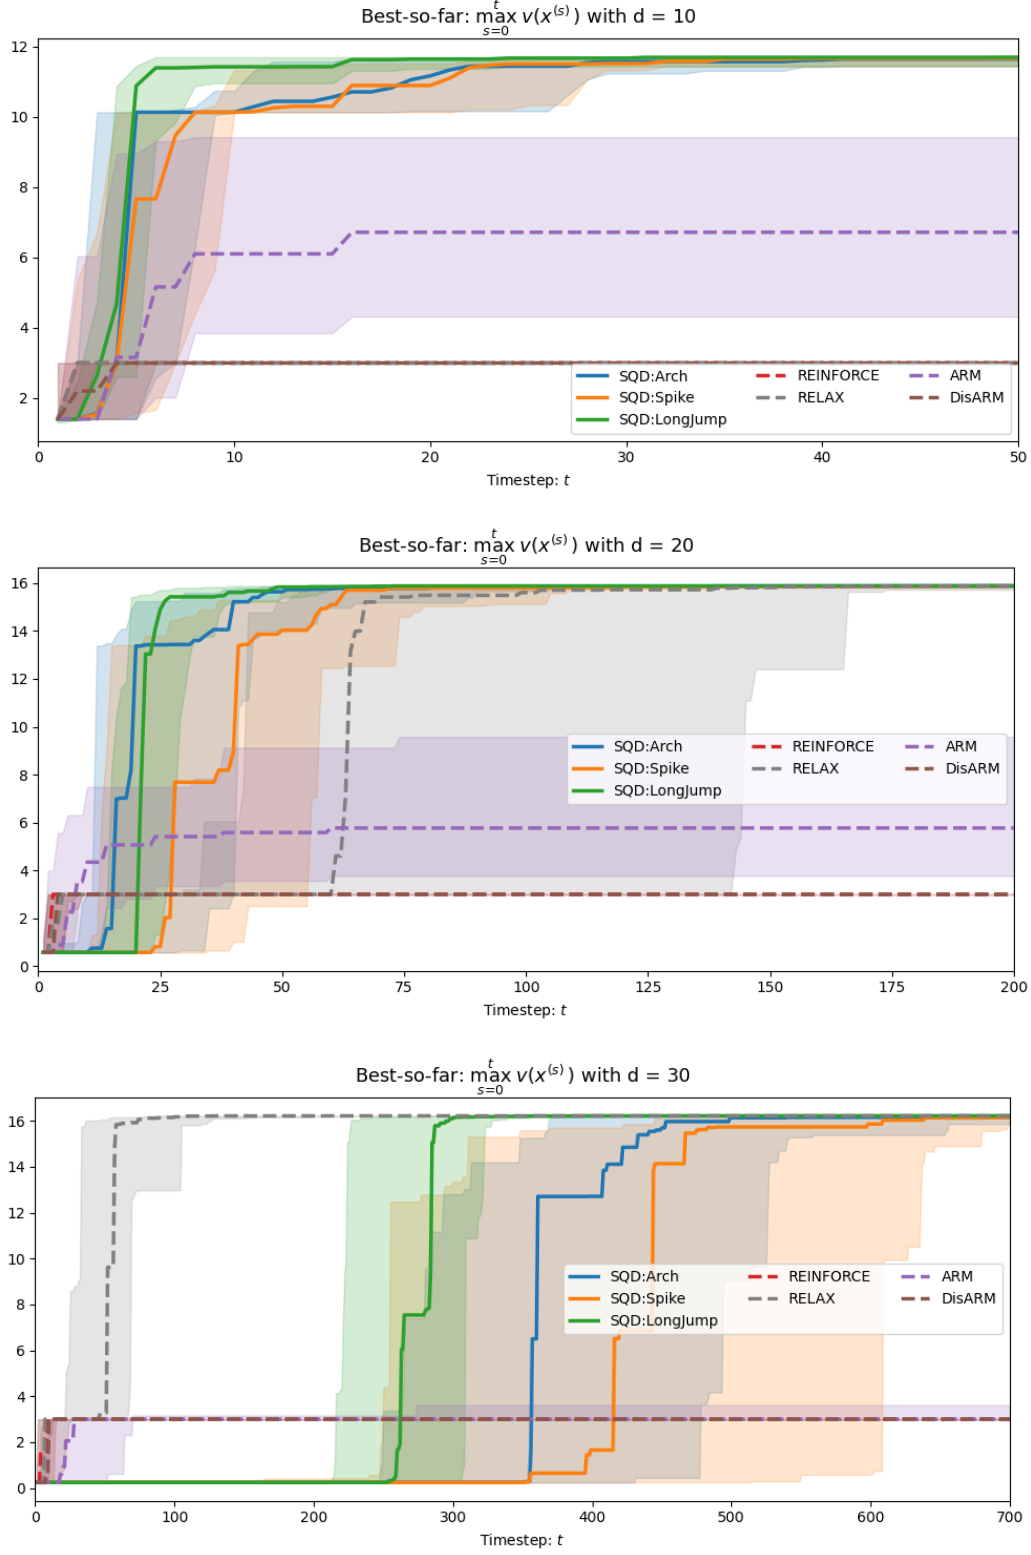 Best-so-far: max_{s=0}^{t} v(x^{(s)}) with d = 10
12
10
8
6
4
2
SQD:Arch REINFORCE ARM
SQD:Spike RELAX DisARM
SQD:LongJump
0 10 20 30 40 50
Timestep: t
Best-so-far: max_{s=0}^{t} v(x^{(s)}) with d = 20
16
14
12
10
8
6
4
2
0
SQD:Arch REINFORCE ARM
SQD:Spike RELAX DisARM
SQD:LongJump
0 25 50 75 100 125 150 175 200
Timestep: t
Best-so-far: max_{s=0}^{t} v(x^{(s)}) with d = 30
16
14
12
10
8
6
4
2
0
SQD:Arch REINFORCE ARM
SQD:Spike RELAX DisARM
SQD:LongJump
0 100 200 300 400 500 600 700
Timestep: t